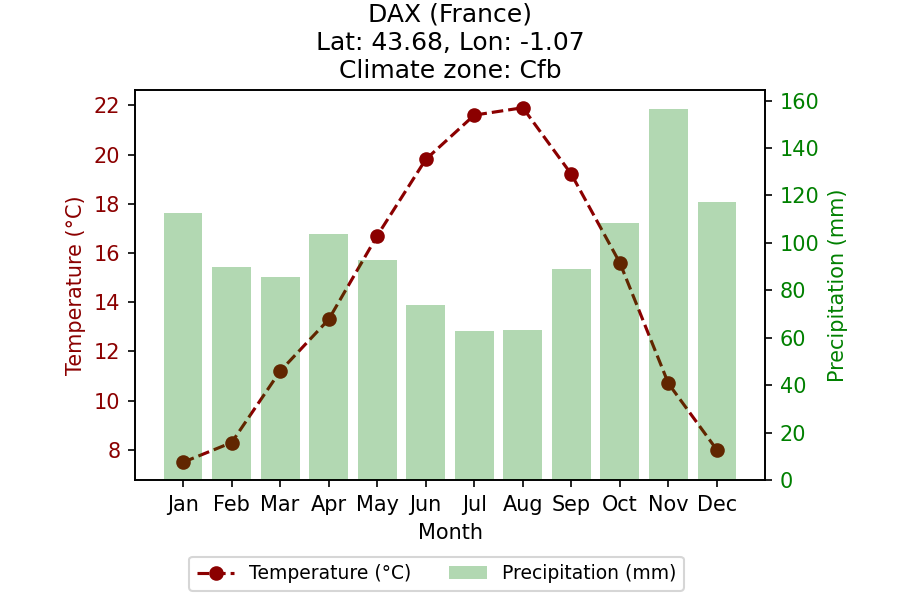 DAX (France)
Lat: 43.68, Lon: -1.07
Climate zone: Cfb
22
20
18
16
14
12
10
8
Temperature (°C)
160
140
120
100
80
60
40
20
0
Precipitation (mm)
Jan Feb Mar Apr May Jun Jul Aug Sep Oct Nov Dec
Month
Temperature (°C) Precipitation (mm)